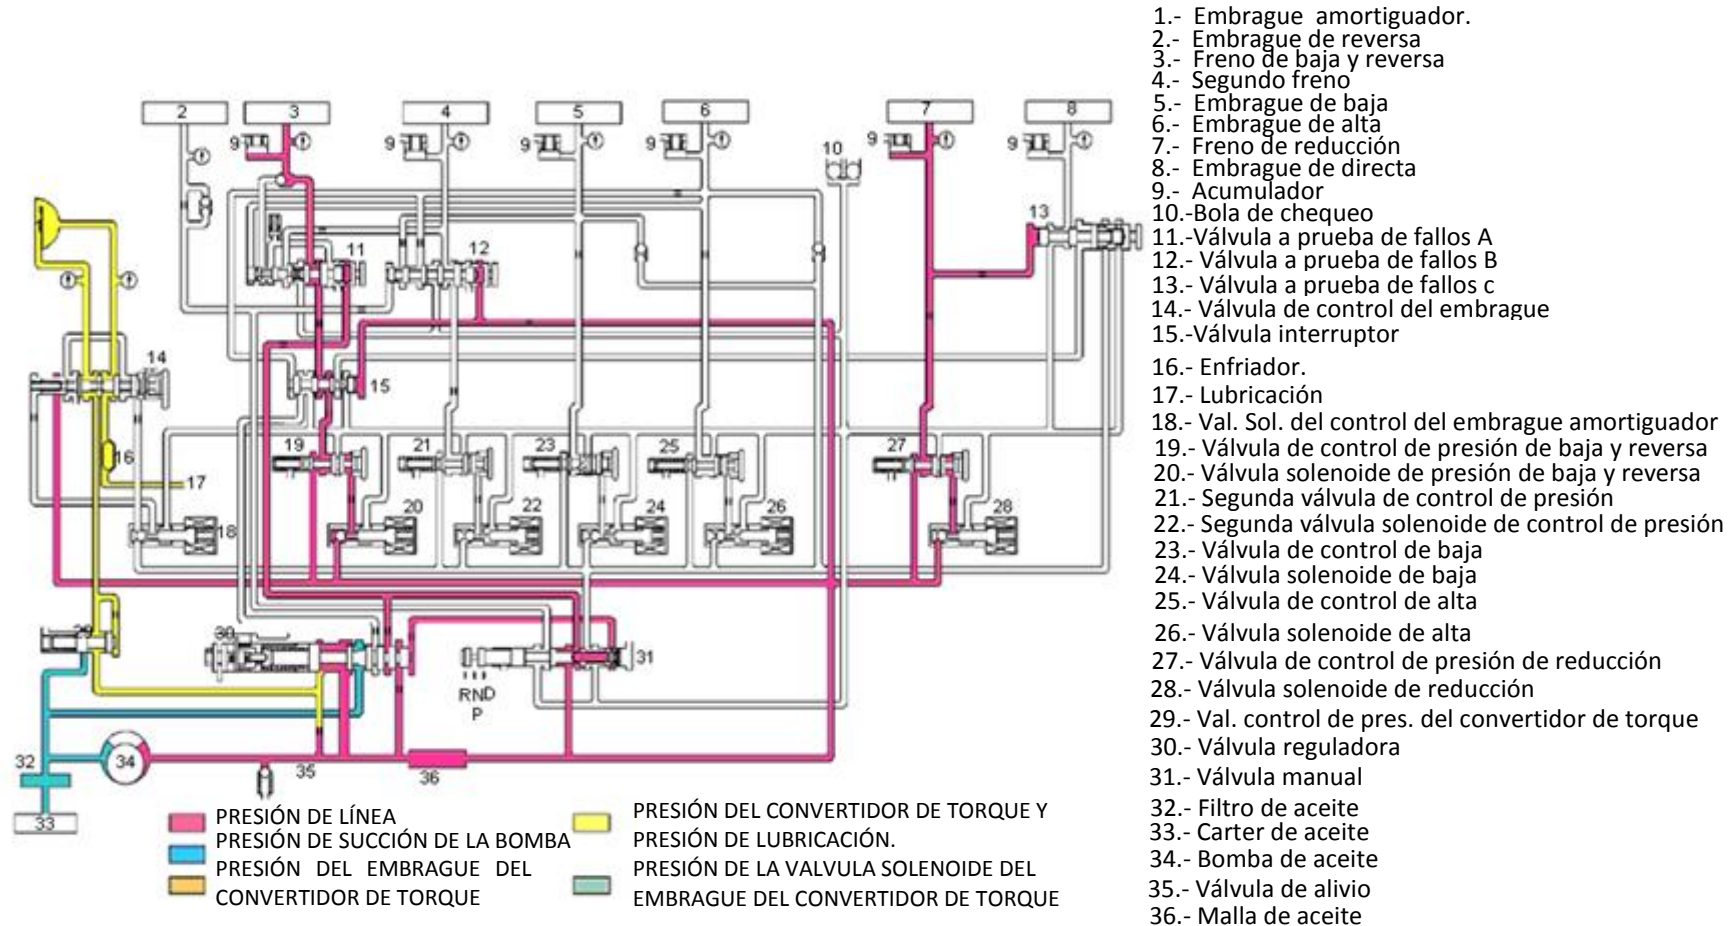 1.- Embrague amortiguador.
2.- Embrague de reversa
3.- Freno de baja y reversa
4.- Segundo freno
5.- Embrague de baja
6.- Embrague de alta
7.- Freno de reducción
8.- Embrague de directa
9.- Acumulador
10.-Bola de chequeo
11.-Válvula a prueba de fallos A
12.- Válvula a prueba de fallos B
13.- Válvula a prueba de fallos c
14.- Válvula de control del embrague
15.-Válvula interruptor
16.- Enfriador.
17.- Lubricación
18.- Val. Sol. del control del embrague amortiguador
19.- Válvula de control de presión de baja y reversa
20.- Válvula solenoide de presión de baja y reversa
21.- Segunda válvula de control de presión
22.- Segunda válvula solenoide de control de presión
23.- Válvula de control de baja
24.- Válvula solenoide de baja
25.- Válvula de control de alta
26.- Válvula solenoide de alta
27.- Válvula de control de presión de reducción
28.- Válvula solenoide de reducción
29.- Val. control de pres. del convertidor de torque
30.- Válvula reguladora
31.- Válvula manual
32.- Filtro de aceite
33.- Carter de aceite
34.- Bomba de aceite
35.- Válvula de alivio
36.- Malla de aceite
2 3 4 5 6 7 8
9 9 9 9 9 9
10
13
11 12
14
15
19 21 23 25 27
16
17
18 20 22 24 26 28
30 31
RND
P
32 34 35 36
33
PRESIÓN DE LÍNEA
PRESIÓN DE SUCCIÓN DE LA BOMBA
PRESIÓN DEL EMBRAGUE DEL
CONVERTIDOR DE TORQUE
PRESIÓN DEL CONVERTIDOR DE TORQUE Y
PRESIÓN DE LUBRICACIÓN.
PRESIÓN DE LA VALVULA SOLENOIDE DEL
EMBRAGUE DEL CONVERTIDOR DE TORQUE